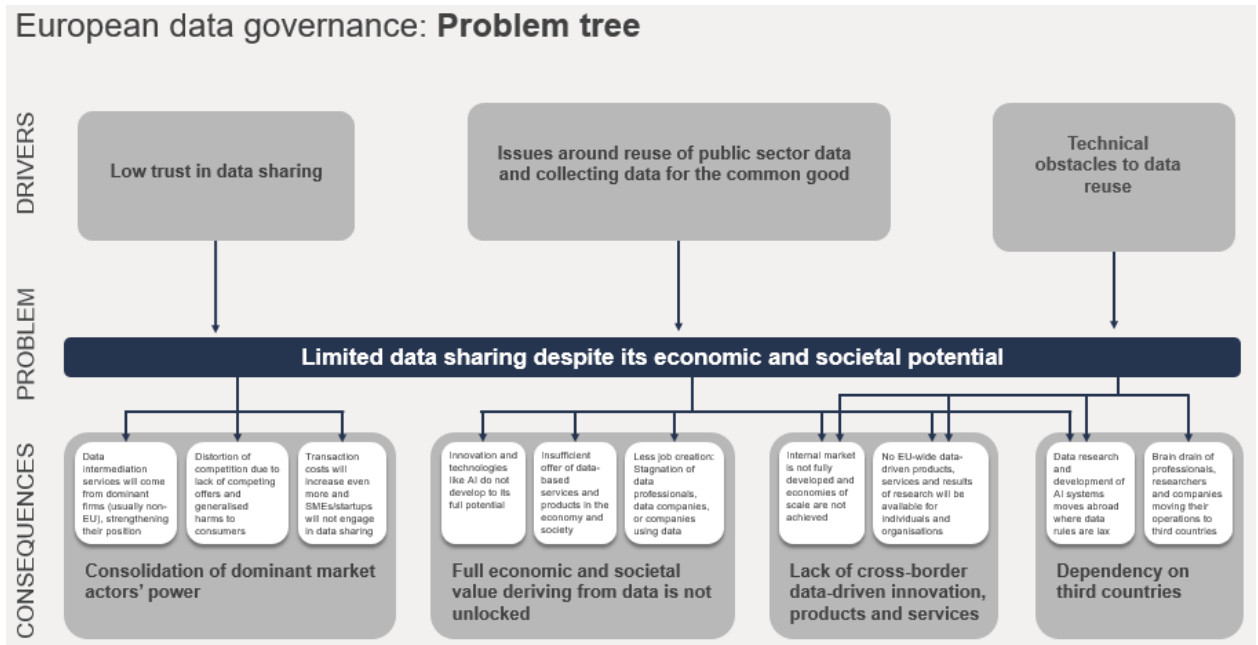 European data governance: Problem tree
DRIVERS
Low trust in data sharing
Issues around reuse of public sector data
and collecting data for the common good
Technical
obstacles to data
reuse
PROBLEM
Limited data sharing despite its economic and societal potential
CONSEQUENCES
Data
intermediation
services will come
from dominant
firms (usually non-
EU), strengthening
their position
Distortion of
competition due to
lack of competing
offers and
generalised
harms to
consumers
Transaction
costs will
increase even
more and
SMEs/startups
will not engage
in data sharing
Consolidation of dominant market
actors' power
Innovation and
technologies
like AI do not
develop to its
full potential
Insufficient
offer of data-
based
services and
products in the
economy and
society
Less job creation:
Stagnation of
data
professionals,
data companies,
or companies
using data
Full economic and societal
value deriving from data is not
unlocked
Internal market
is not fully
developed and
economies of
scale are not
achieved
No EU-wide data-
driven products,
services and results
of research will be
available for
individuals and
organisations
Lack of cross-border
data-driven innovation,
products and services
Data research
and
development of
AI systems
moves abroad
where data
rules are lax
Brain drain of
professionals,
researchers
and companies
moving their
operations to
third countries
Dependency on
third countries